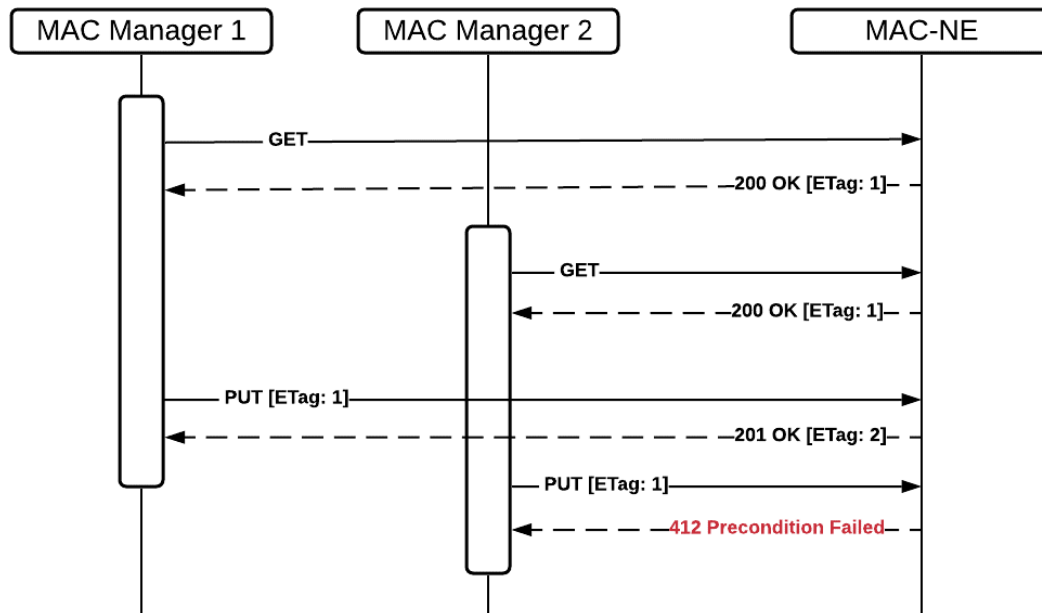 MAC Manager 1
MAC Manager 2
MAC-NE
GET
200 OK [ETag: 1]
GET
200 OK [ETag: 1]
PUT [ETag: 1]
201 OK [ETag: 2]
PUT [ETag: 1]
412 Precondition Failed